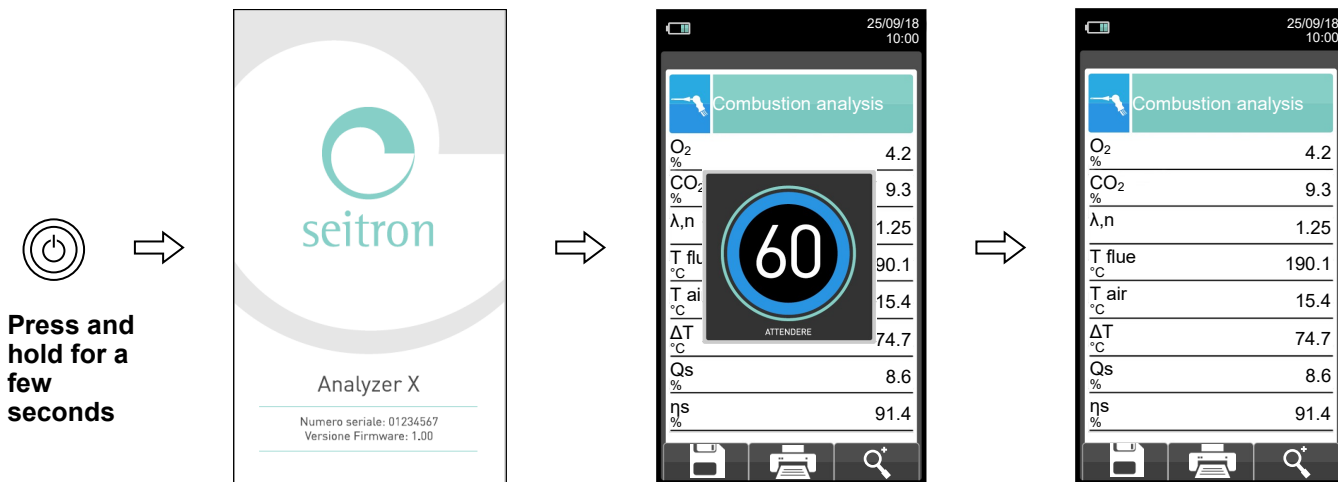 Press and
hold for a
few
seconds
seitron
Analyzer X
Numero seriale: 01234567
Versione Firmware: 1.00
25/09/18
10:00
Combustion analysis
O₂
% 4.2
CO₂
% 9.3
λ,n 1.25
T flu 90.1
°C
T ai 15.4
°C
ΔT 74.7
°C
Qs 8.6
%
ηs 91.4
%
60
ATTENDERE
25/09/18
10:00
Combustion analysis
O₂ 4.2
%
CO₂ 9.3
%
λ,n 1.25
T flue 190.1
°C
T air 15.4
°C
ΔT 74.7
°C
Qs 8.6
%
ηs 91.4
%